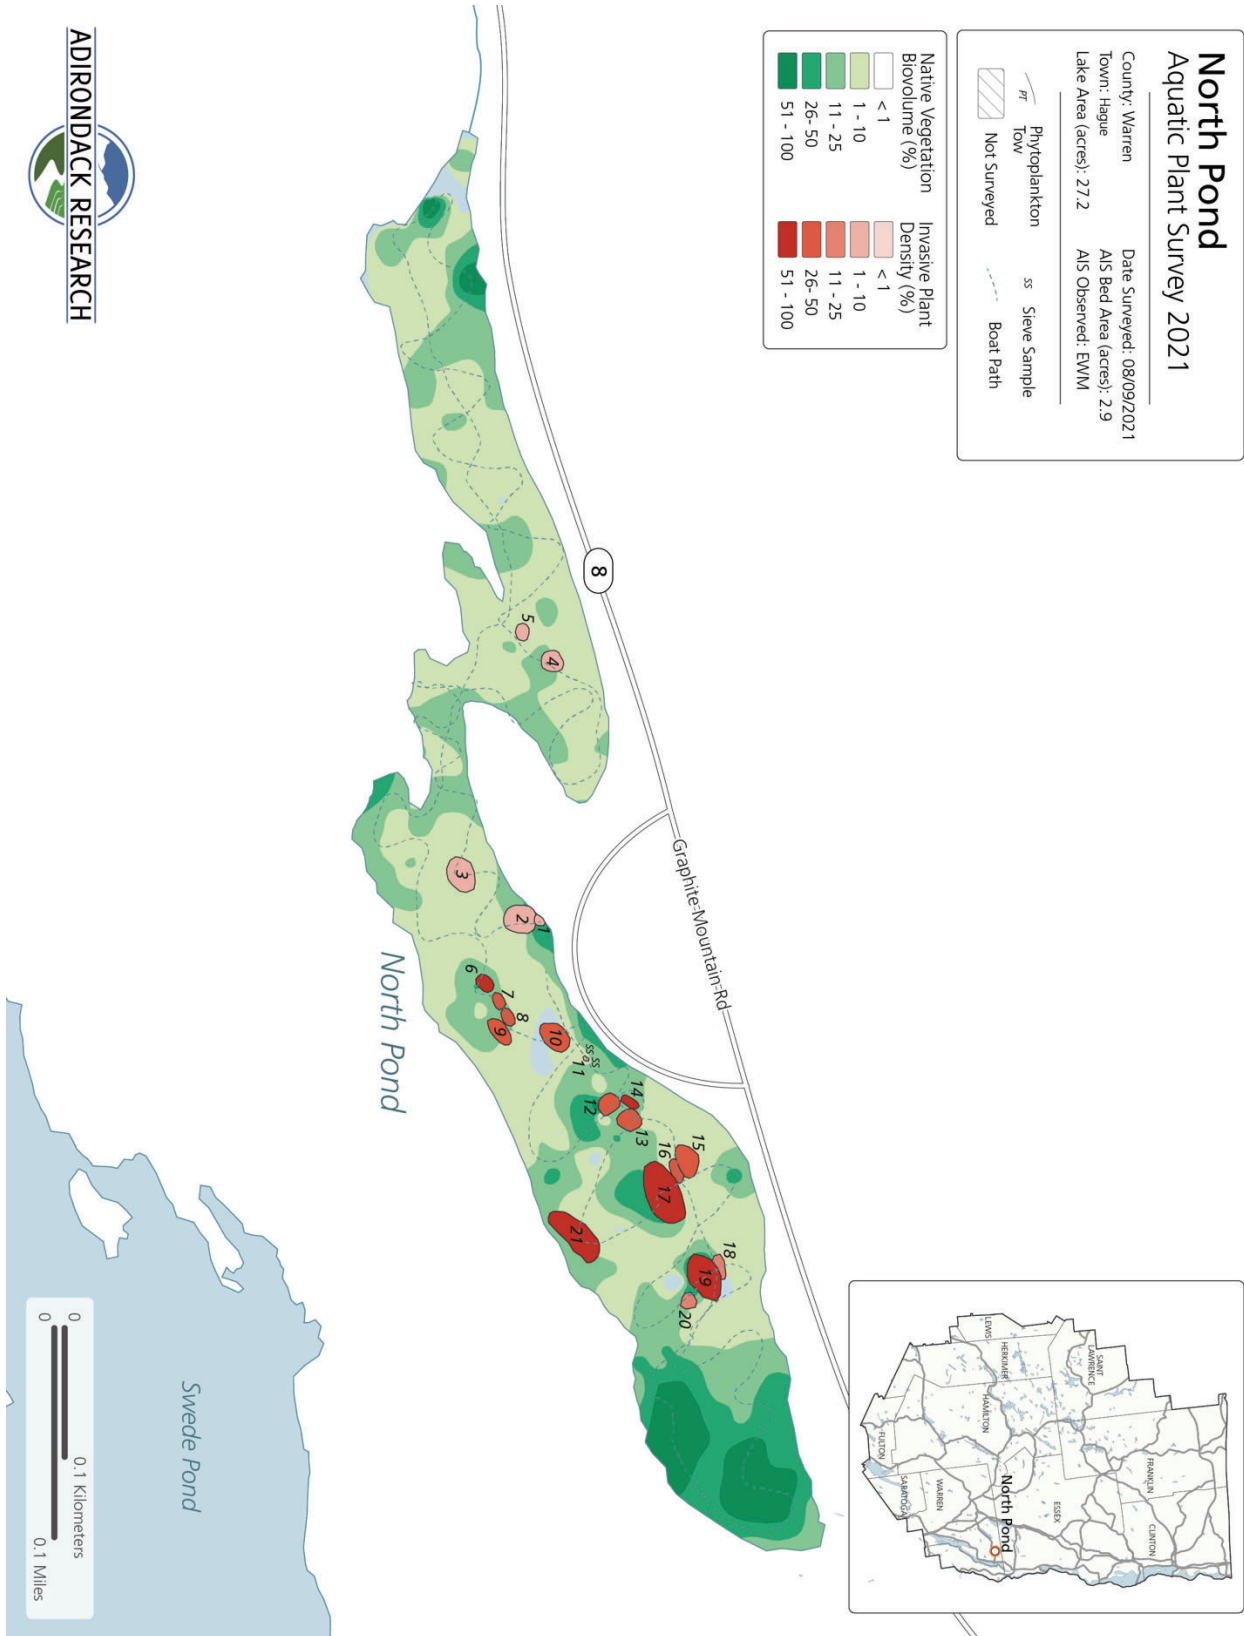 North Pond
Aquatic Plant Survey 2021
County: Warren
Town: Hague
Lake Area (acres): 27.2
Date Surveyed: 08/09/2021
AIS Bed Area (acres): 2.9
AIS Observed: EWM
PT
Phytoplankton
Tow
SS
Sieve Sample
Not Surveyed
Boat Path
Native Vegetation
Biovolume (%)
< 1
1 - 10
11 - 25
26- 50
51 - 100
Invasive Plant
Density (%)
< 1
1 - 10
11 - 25
26- 50
51 - 100
SAINT
LAWRENCE
FRANKLIN
CLINTON
LEWIS
HERKIMER
HAMILTON
ESSEX
North Pond
WARREN
FULTON
SARATOGA
8
Graphite-Mountain-Rd
5
4
3
2
1
6
7
8
9
10
SS
SS
11
12
14
13
15
16
17
21
18
19
20
North Pond
Swede Pond
0
0.1 Kilometers
0
0.1 Miles
ADIRONDACK RESEARCH